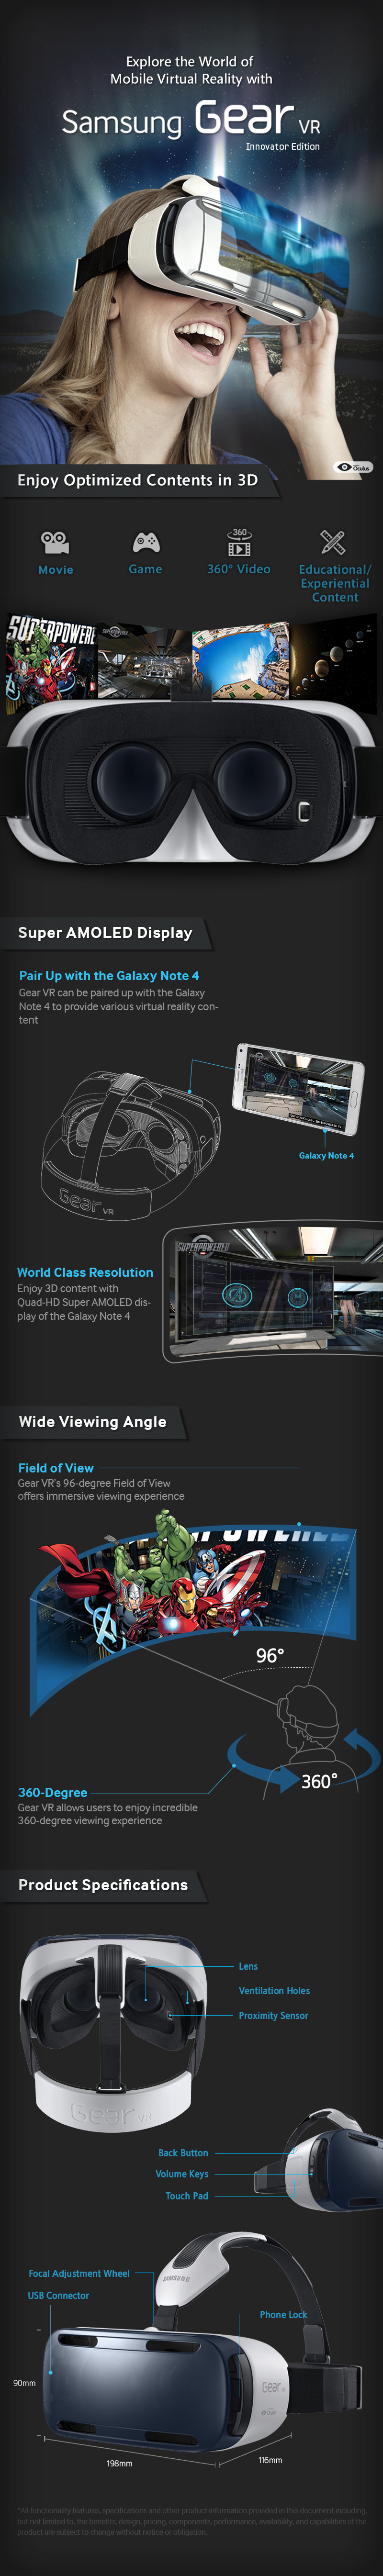 Explore the World of
Mobile Virtual Reality with
Samsung Gear VR
Innovator Edition
Oculus
Enjoy Optimized Contents in 3D
Movie
Game
360
360° Video
Educational/
Experiential
Content
SUPERPOWERE
Super AMOLED Display
Pair Up with the Galaxy Note 4
Gear VR can be paired up with the Galaxy
Note 4 to provide various virtual reality con-
tent
Gear VR
Galaxy Note 4
SUPERPOWERED
World Class Resolution
Enjoy 3D content with
Quad-HD Super AMOLED dis-
play of the Galaxy Note 4
Wide Viewing Angle
Field of View
Gear VR's 96-degree Field of View
offers immersive viewing experience
96°
360°
360-Degree
Gear VR allows users to enjoy incredible
360-degree viewing experience
Product Specifications
Lens
Ventilation Holes
Proximity Sensor
Gear VR
Back Button
Volume Keys
Touch Pad
Focal Adjustment Wheel
SAMSUNG
USB Connector
Phone Lock
Gear VR
90mm
198mm
116mm
*All functionality features, specifications and other product information provided in this document including,
but not limited to, the benefits, design, pricing, components, performance, availability, and capabilities of the
product are subject to change without notice or obligation.